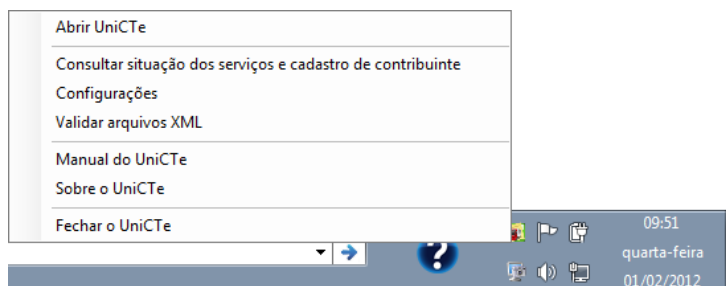 Abrir UniCTe
Consultar situação dos serviços e cadastro de contribuinte
Configurações
Validar arquivos XML
Manual do UniCTe
Sobre o UniCTe
Fechar o UniCTe
09:51
quarta-feira
01/02/2012